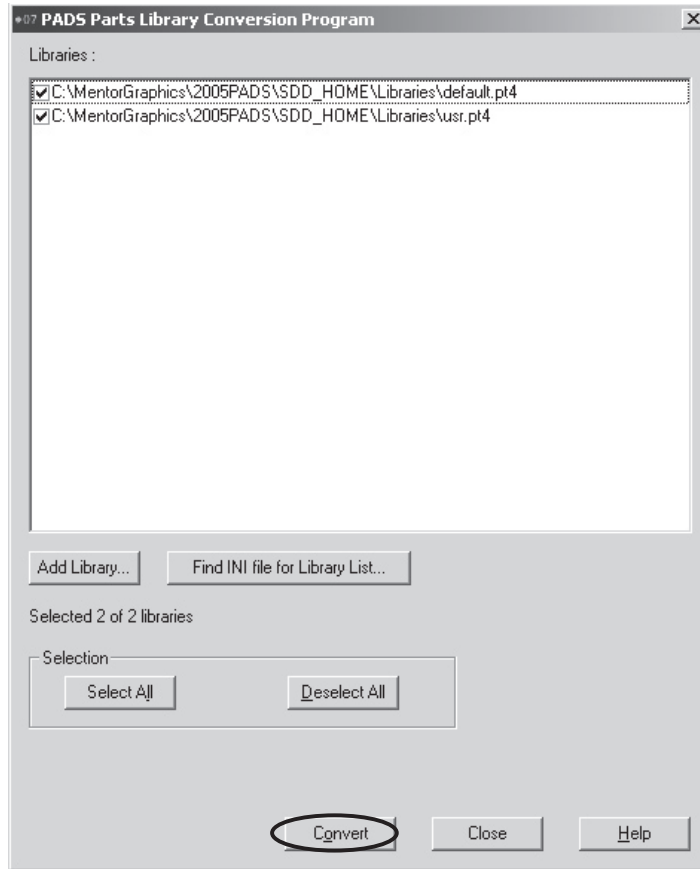 07 PADS Parts Library Conversion Program
Libraries :
C:\MentorGraphics\2005PADS\SDD_HOME\Libraries\default.pt4
C:\MentorGraphics\2005PADS\SDD_HOME\Libraries\usr.pt4
Add Library... Find INI file for Library List...
Selected 2 of 2 libraries
Selection
Select All Deselect All
Convert Close Help